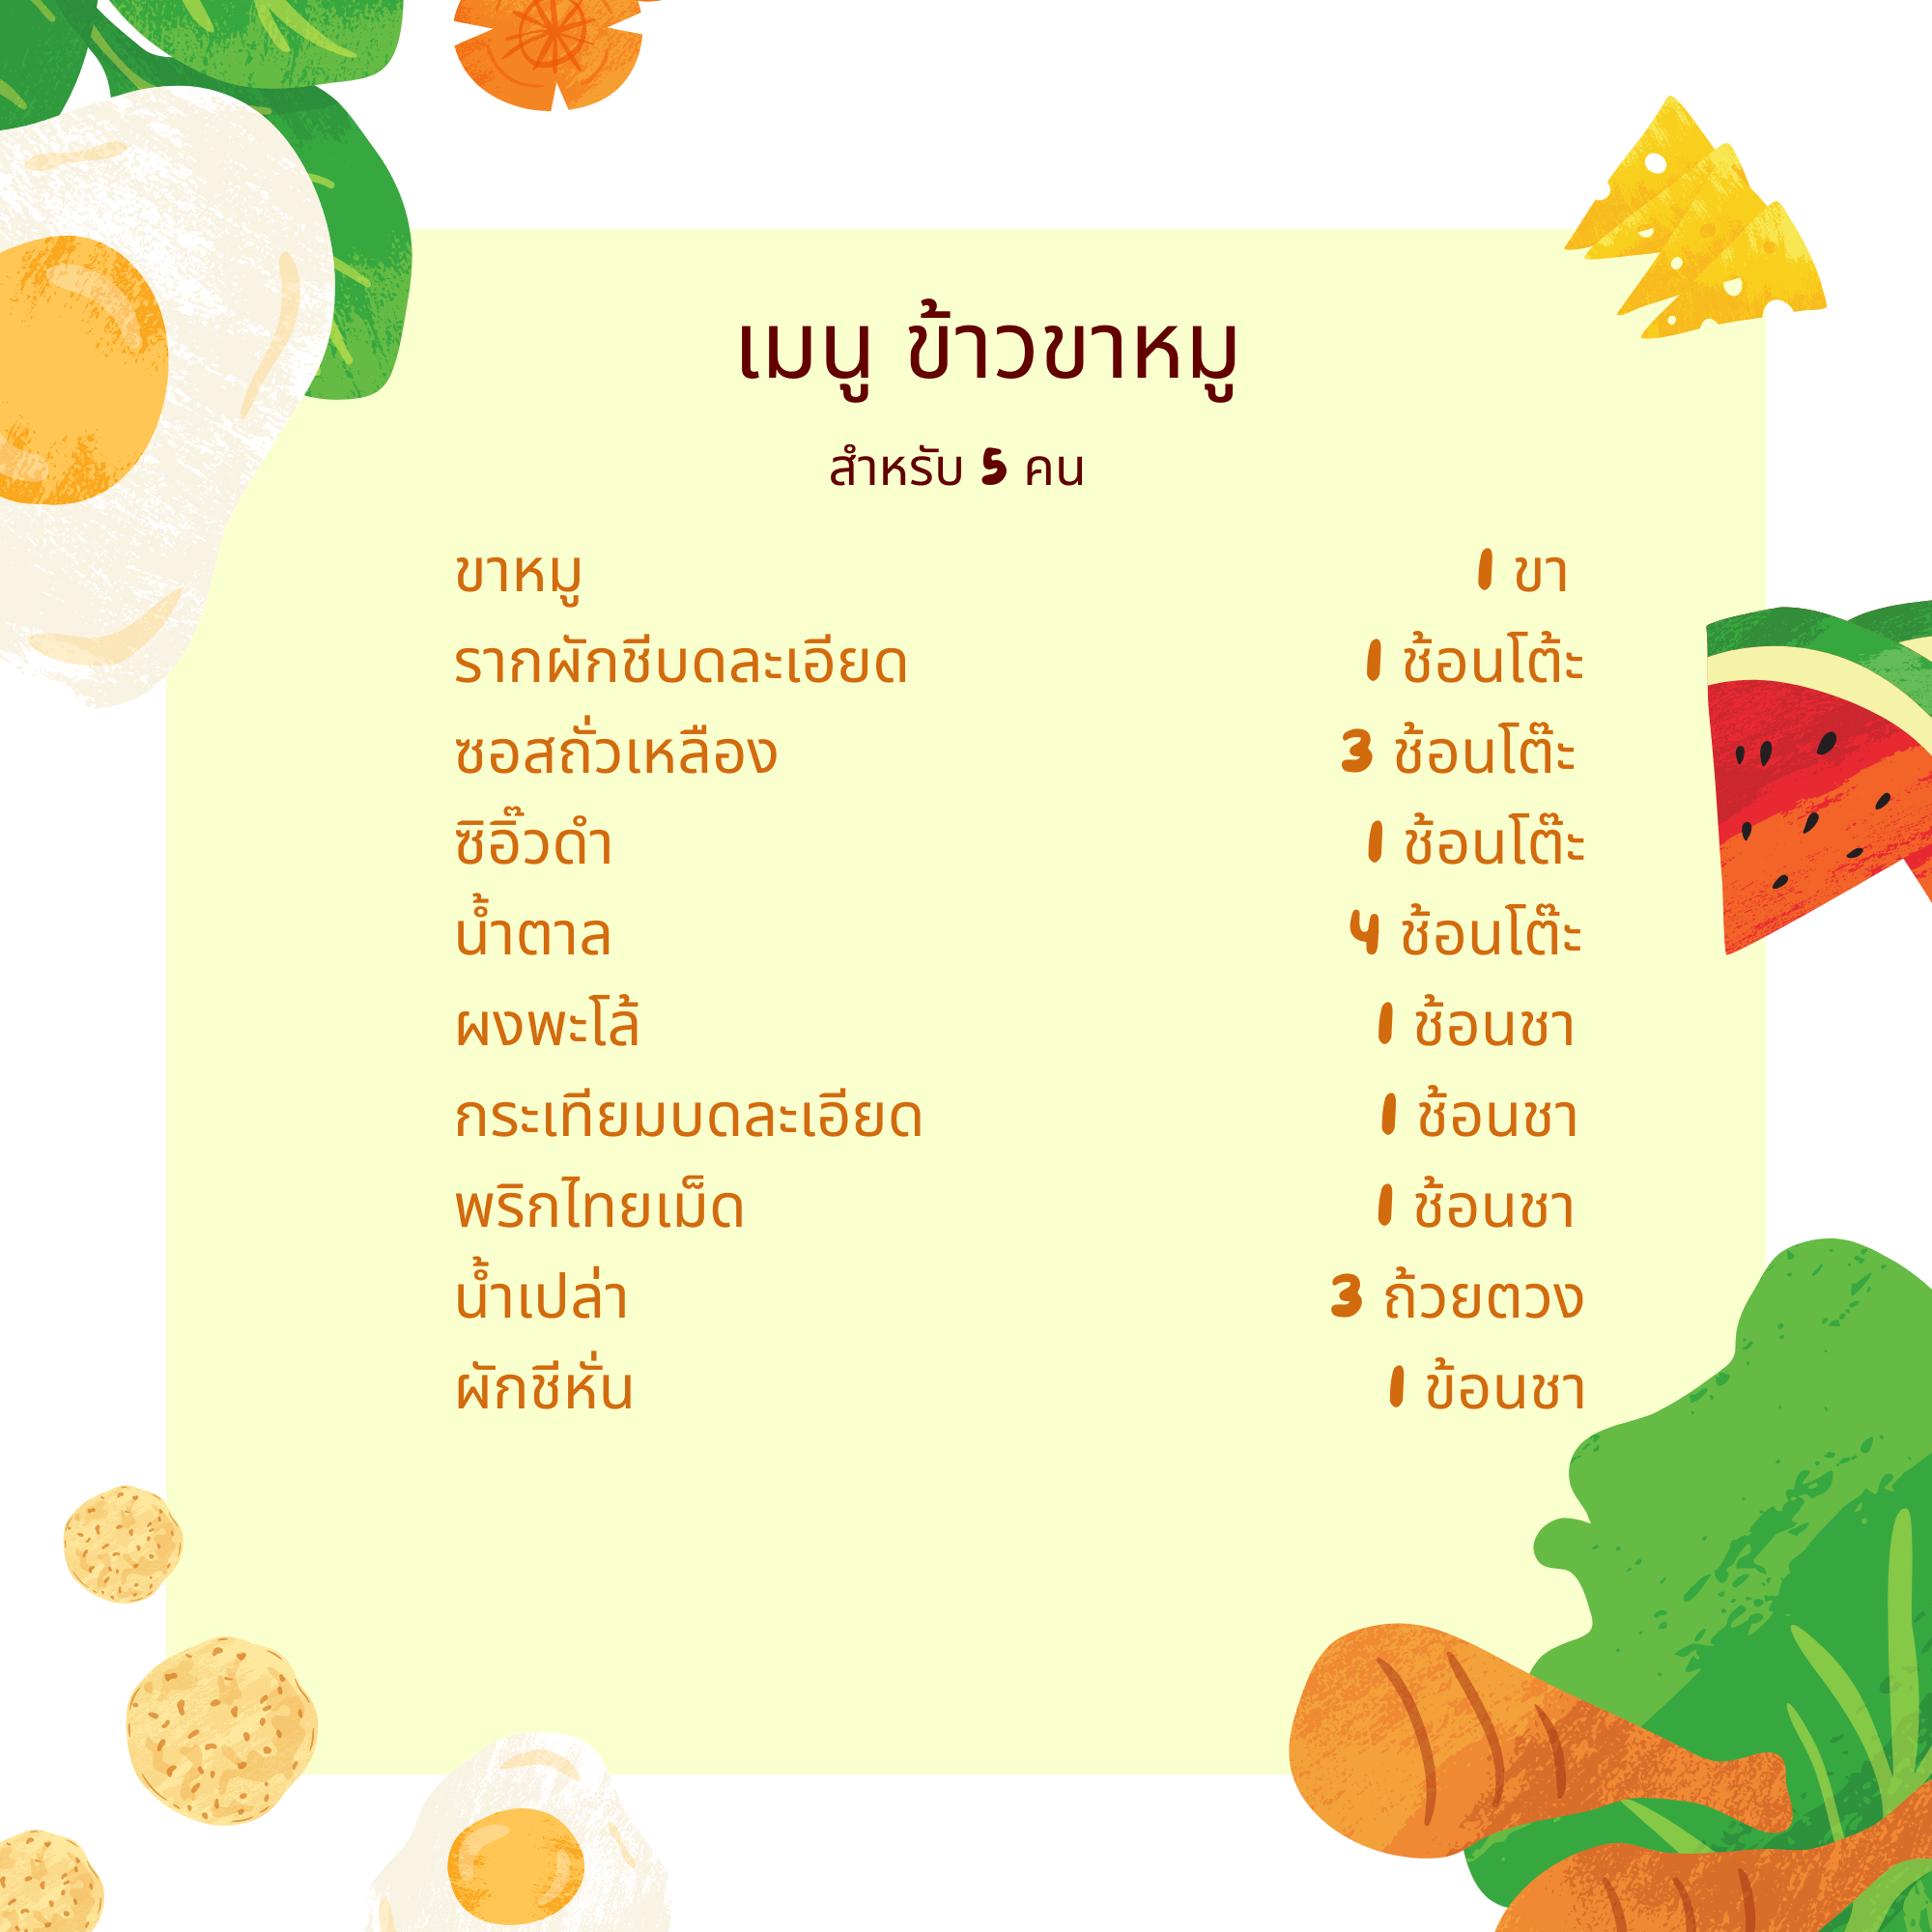 เมนู ข้าวขาหมู
สำหรับ 5 คน
ขาหมู 1 ขา
รากผักชีบดละเอียด 1 ช้อนโต้ะ
ซอสถั่วเหลือง 3 ช้อนโต๊ะ
ซิอิ๊วดำ 1 ช้อนโต๊ะ
น้ำตาล 4 ช้อนโต๊ะ
ผงพะโล้ 1 ช้อนชา
กระเทียมบดละเอียด 1 ช้อนชา
พริกไทยเม็ด 1 ช้อนชา
น้ำเปล่า 3 ถ้วยตวง
ผักชีหั่น 1 ข้อนชา